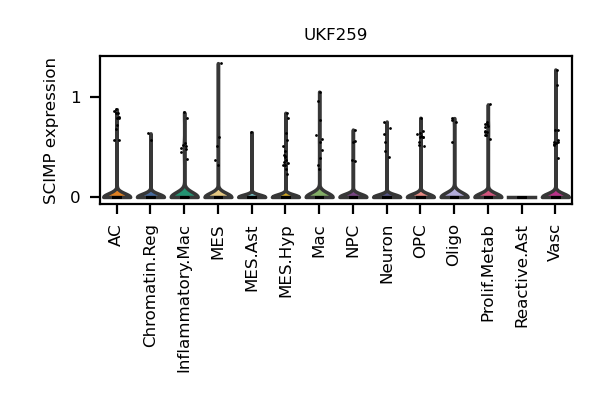 UKF259
SCIMP expression
1
0
AC
Chromatin.Reg
Inflammatory.Mac
MES
MES.Ast
MES.Hyp
Mac
NPC
Neuron
OPC
Oligo
Prolif.Metab
Reactive.Ast
Vasc